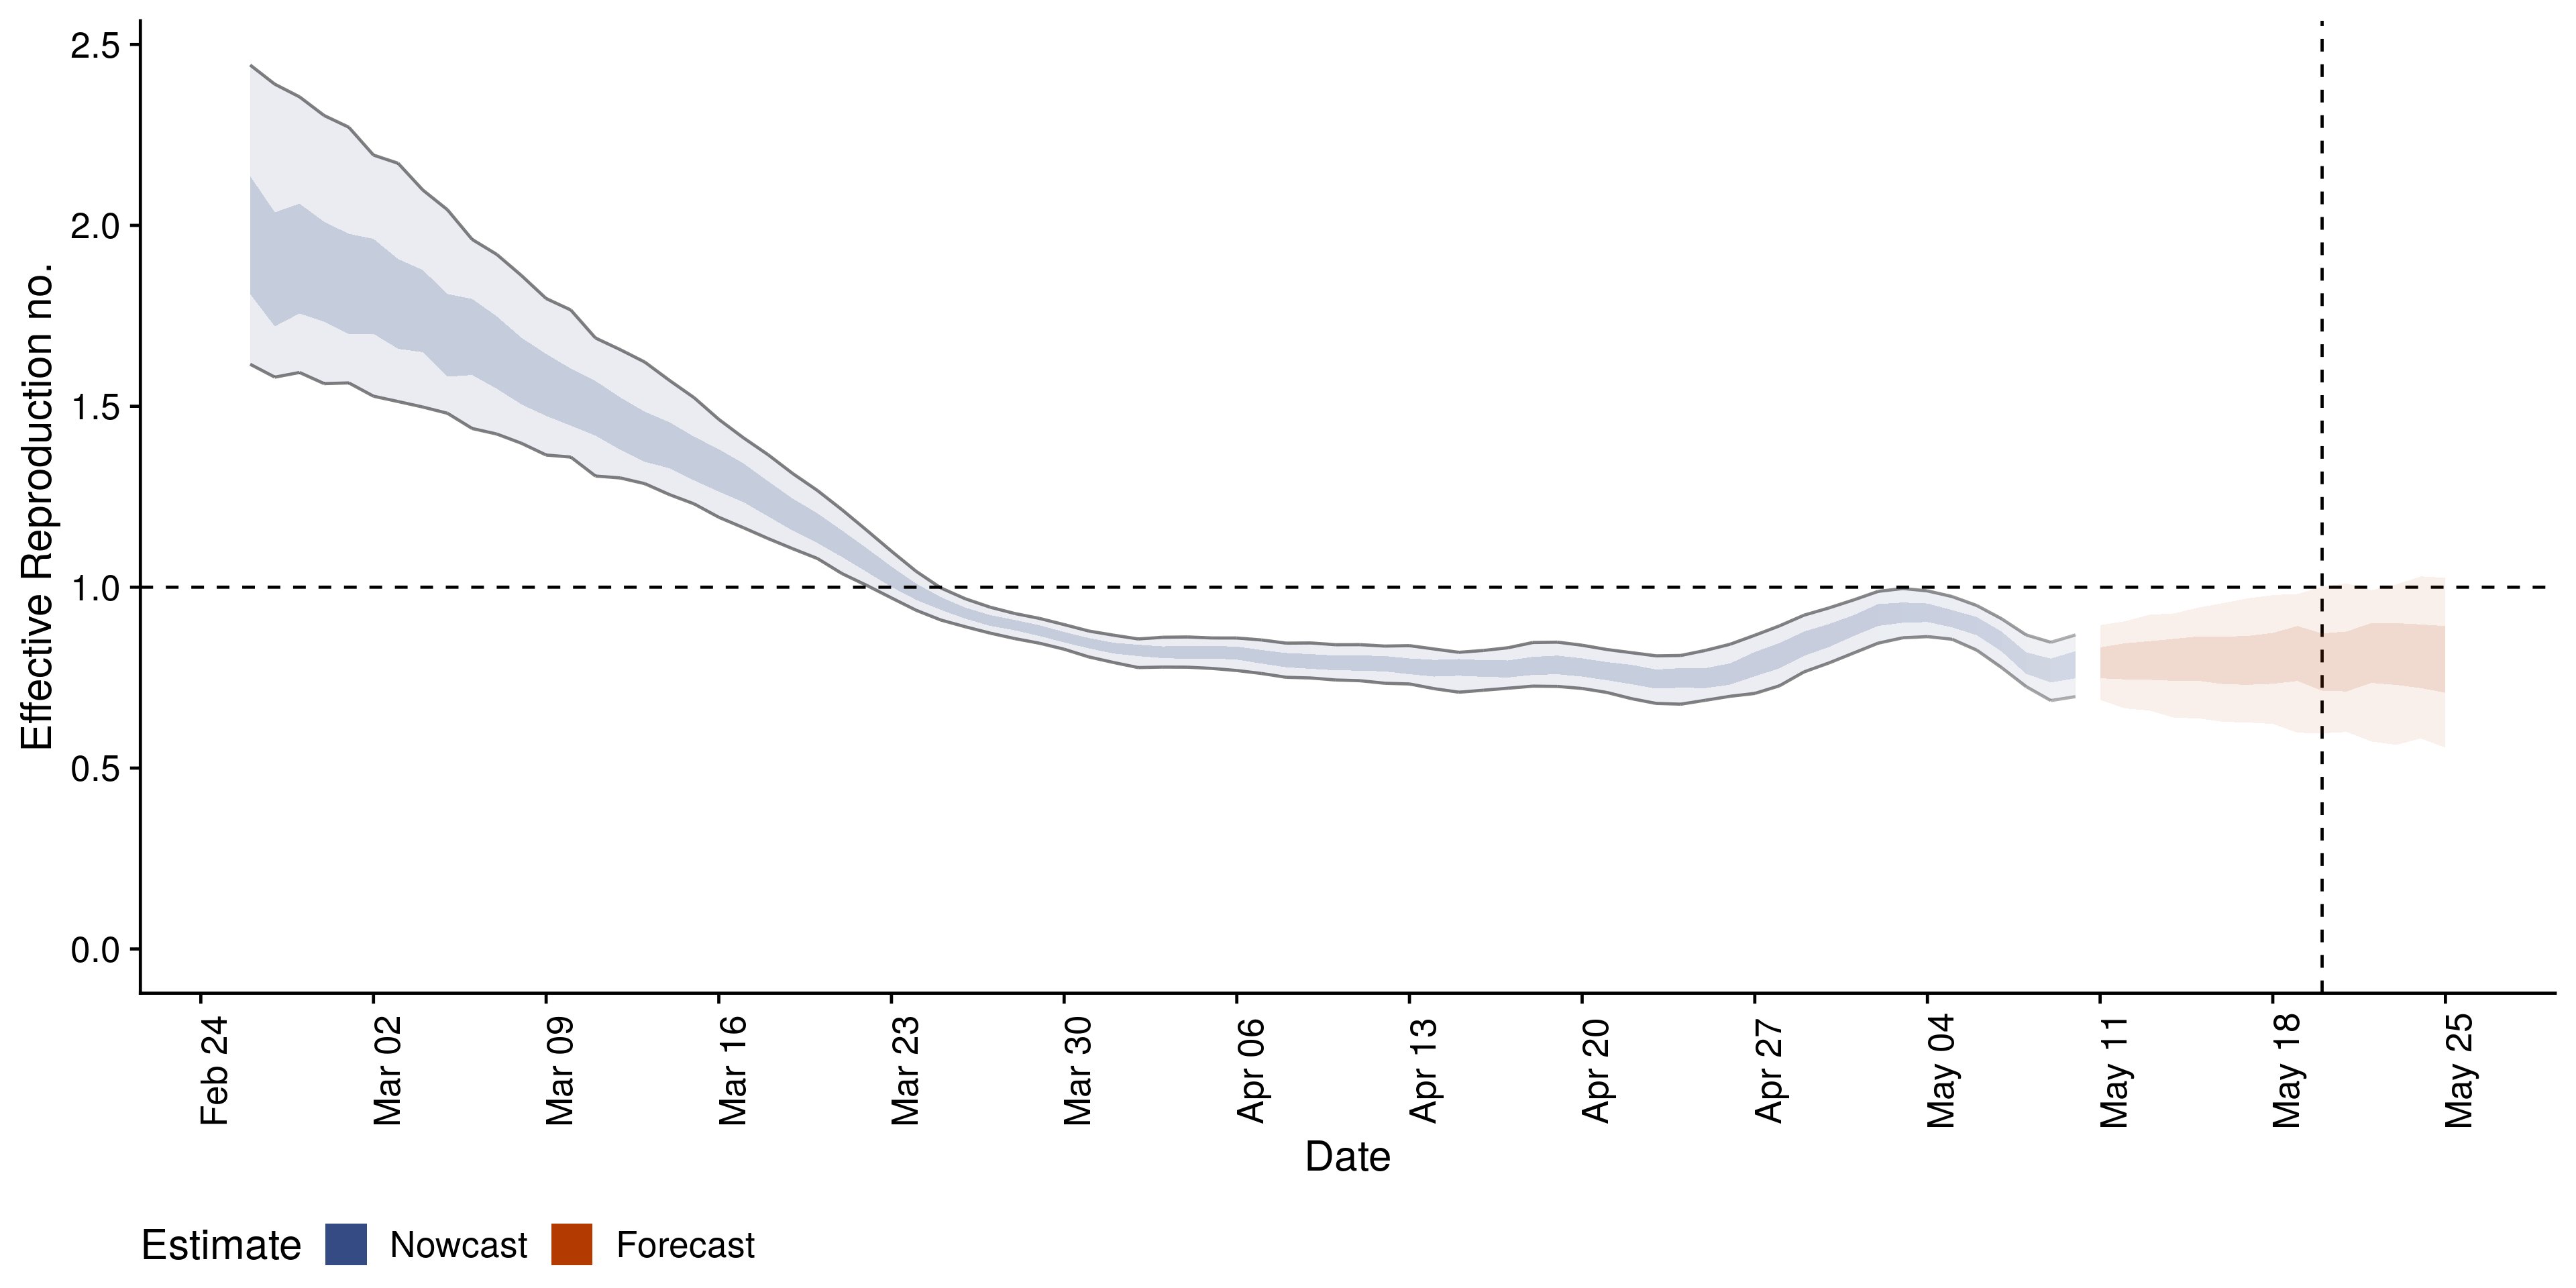 Effective Reproduction no.
2.5
2.0
1.5
1.0
0.5
0.0
Feb 24
Mar 02
Mar 09
Mar 16
Mar 23
Mar 30
Apr 06
Apr 13
Apr 20
Apr 27
May 04
May 11
May 18
May 25
Date
Estimate Nowcast Forecast